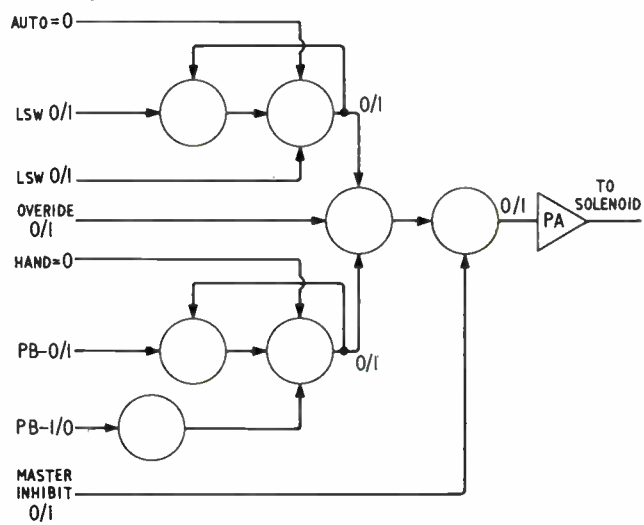 AUTO=0
LSW 0/1
0/1
LSW 0/1
OVERIDE
0/1
0/1
PA
TO
SOLENOID
HAND=0
PB-0/1
0/1
PB-1/0
MASTER
INHIBIT
0/1